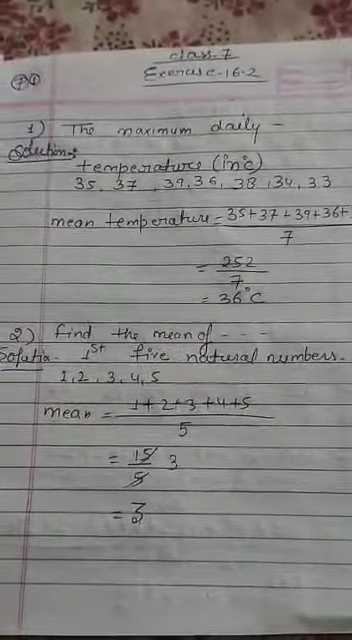 class-7
Exercise-16.2
1) The maximum daily -
Solution:
temperature (in°c)
35, 37, 39, 36, 38, 34, 33
mean temperature = 35+37+39+36+
7
= 252
7
= 36°C
2) Find the mean of - - -
1st five natural numbers.
1, 2, 3, 4, 5
mean = 1+2+3+4+5
5
= 15 3
5
= 3